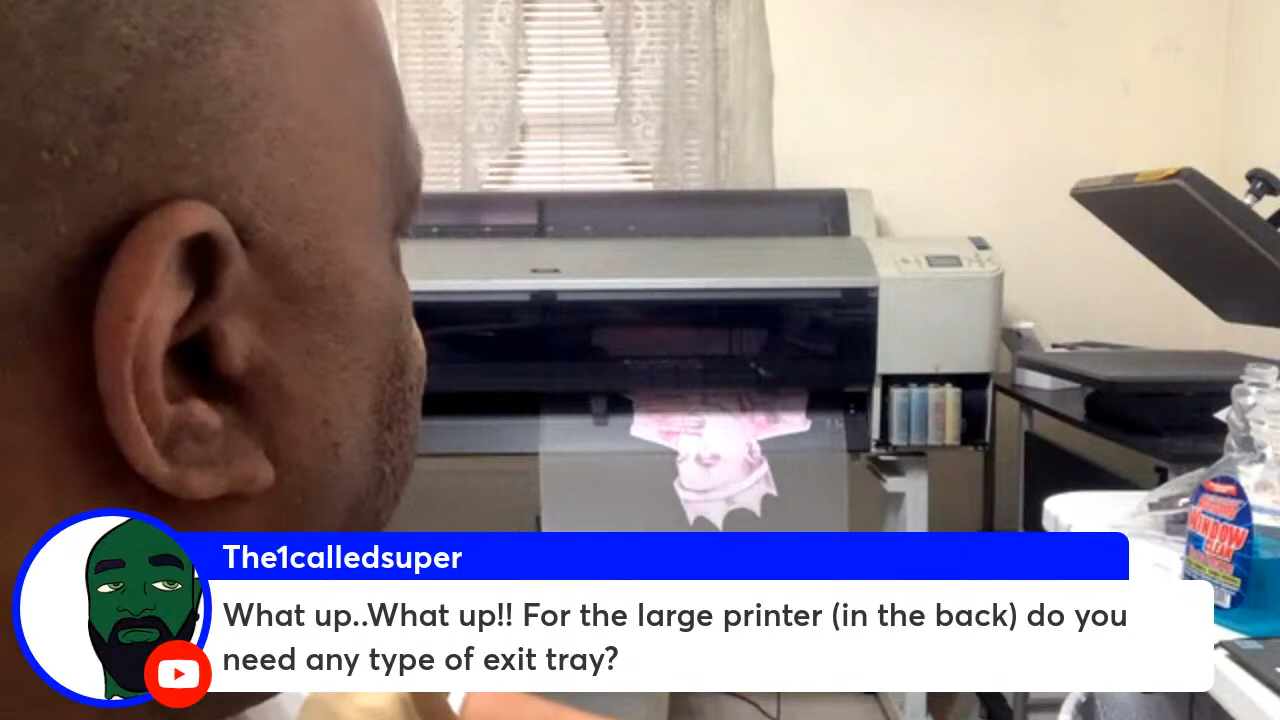 The1calledsuper
What up..What up!! For the large printer (in the back) do you
need any type of exit tray?
WINDOW